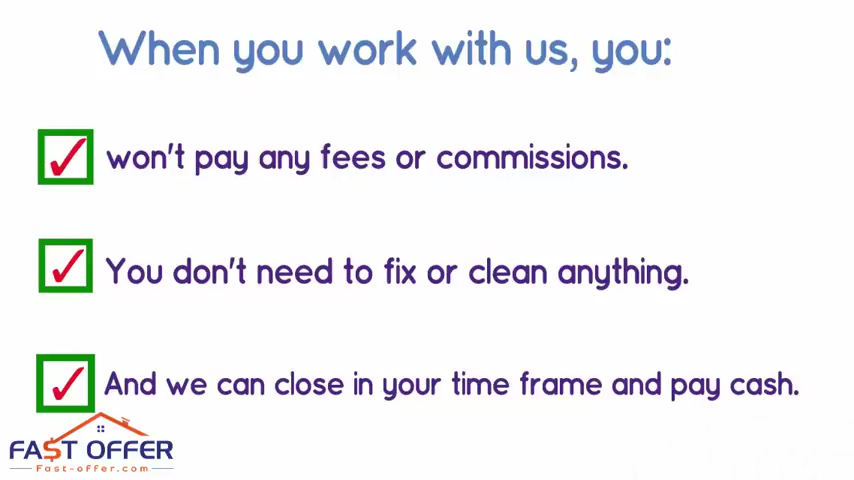 When you work with us, you:
won't pay any fees or commissions.
You don't need to fix or clean anything.
And we can close in your time frame and pay cash.
FA$T OFFER
Fast-offer.com